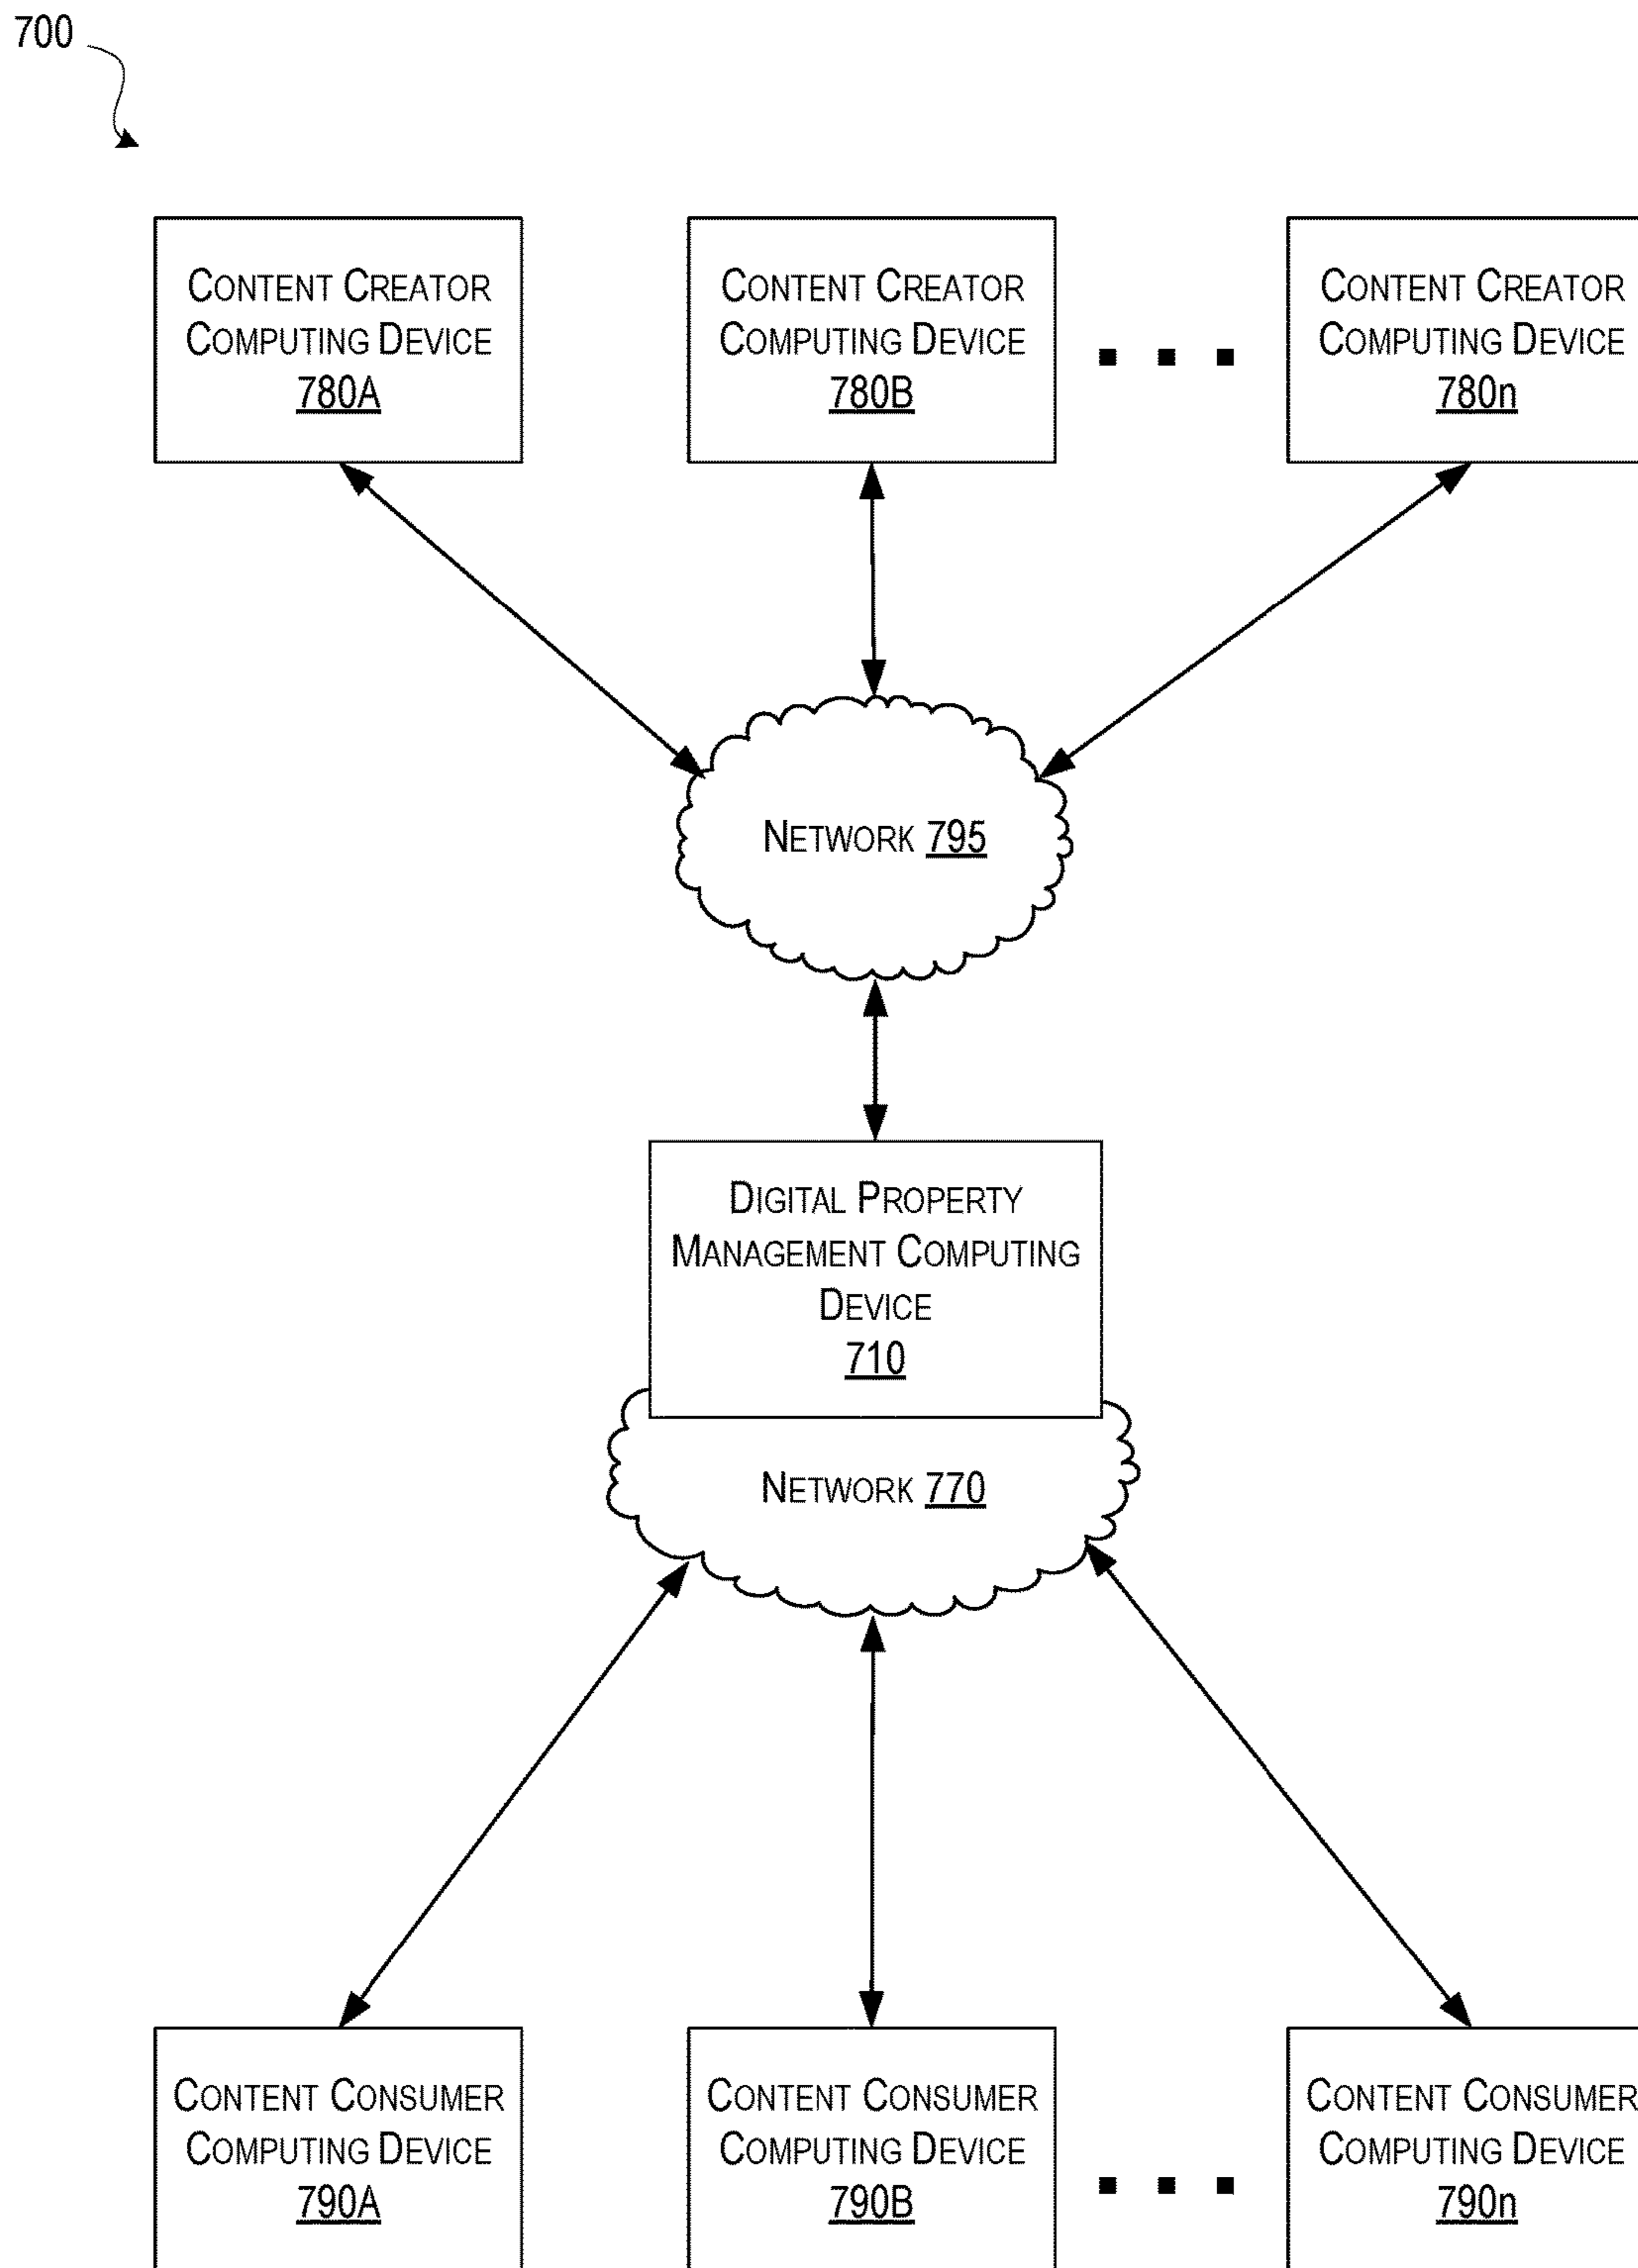 700
CONTENT CREATOR
COMPUTING DEVICE
780A
CONTENT CREATOR
COMPUTING DEVICE
780B
CONTENT CREATOR
COMPUTING DEVICE
780n
NETWORK 795
DIGITAL PROPERTY
MANAGEMENT COMPUTING
DEVICE
710
NETWORK 770
CONTENT CONSUMER
COMPUTING DEVICE
790A
CONTENT CONSUMER
COMPUTING DEVICE
790B
CONTENT CONSUMER
COMPUTING DEVICE
790n